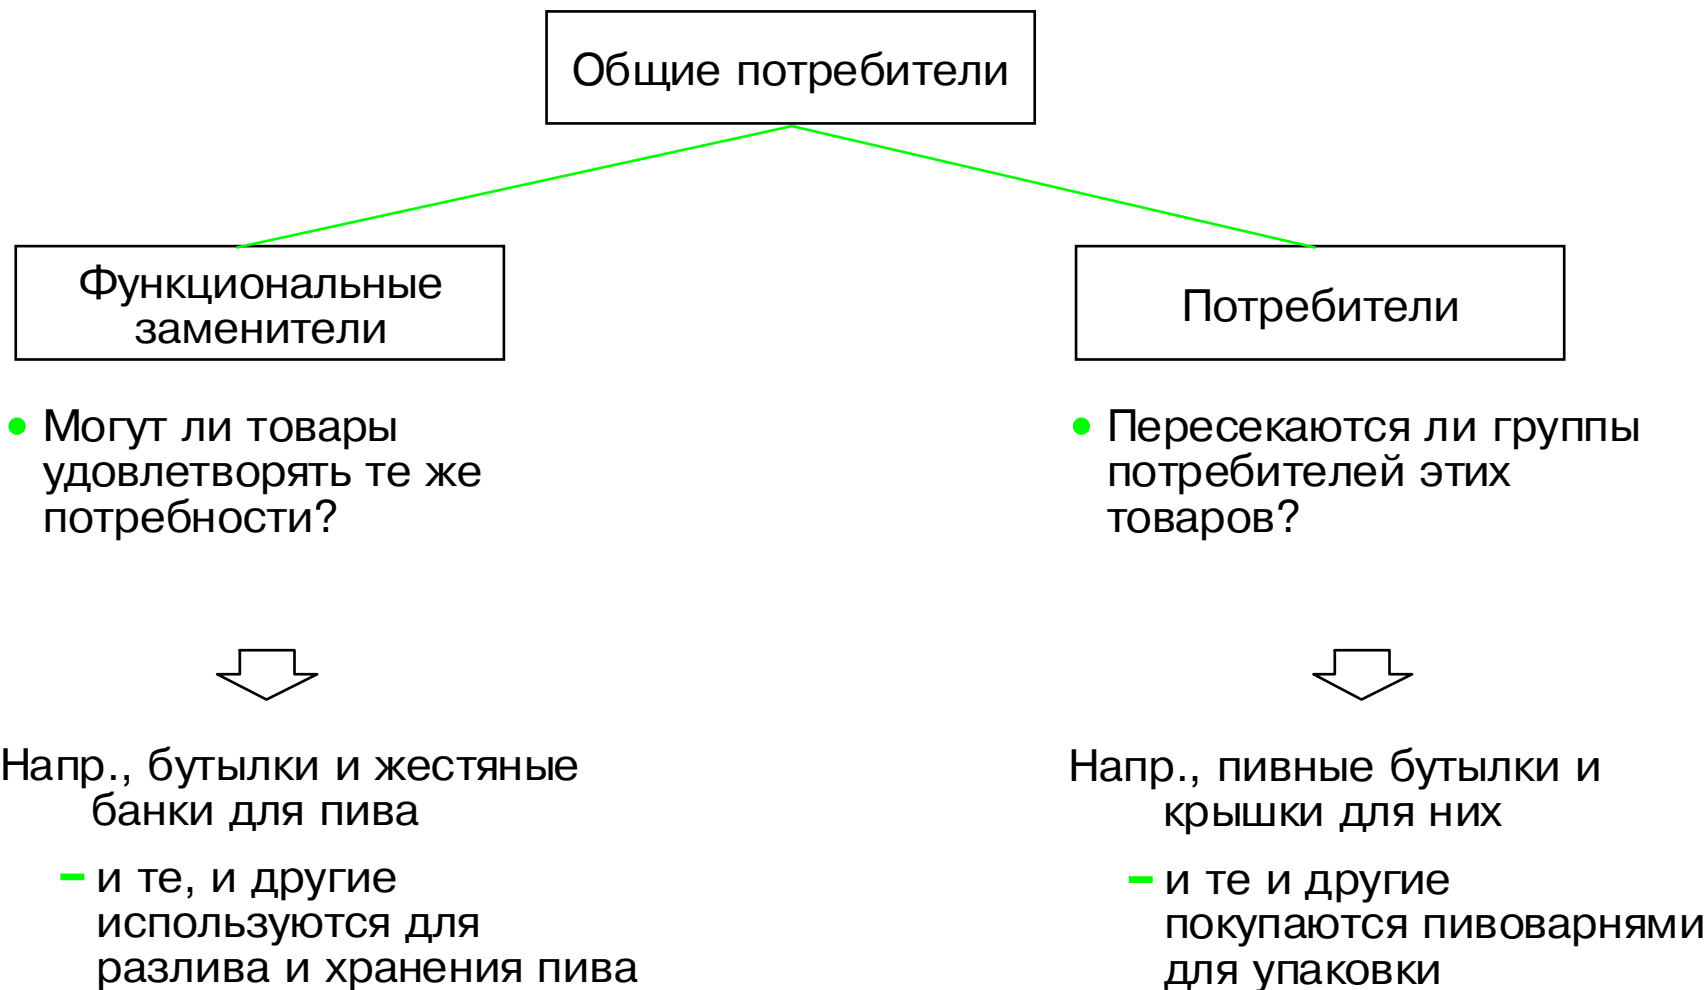 Общие потребители
Функциональные
заменители
Могут ли товары
удовлетворять те же
потребности?
Напр., бутылки и жестяные
банки для пива
– и те, и другие
используются для
разлива и хранения пива
Потребители
Пересекаются ли группы
потребителей этих
товаров?
Напр., пивные бутылки и
крышки для них
– и те и другие
покупаются пивоварнями
для упаковки